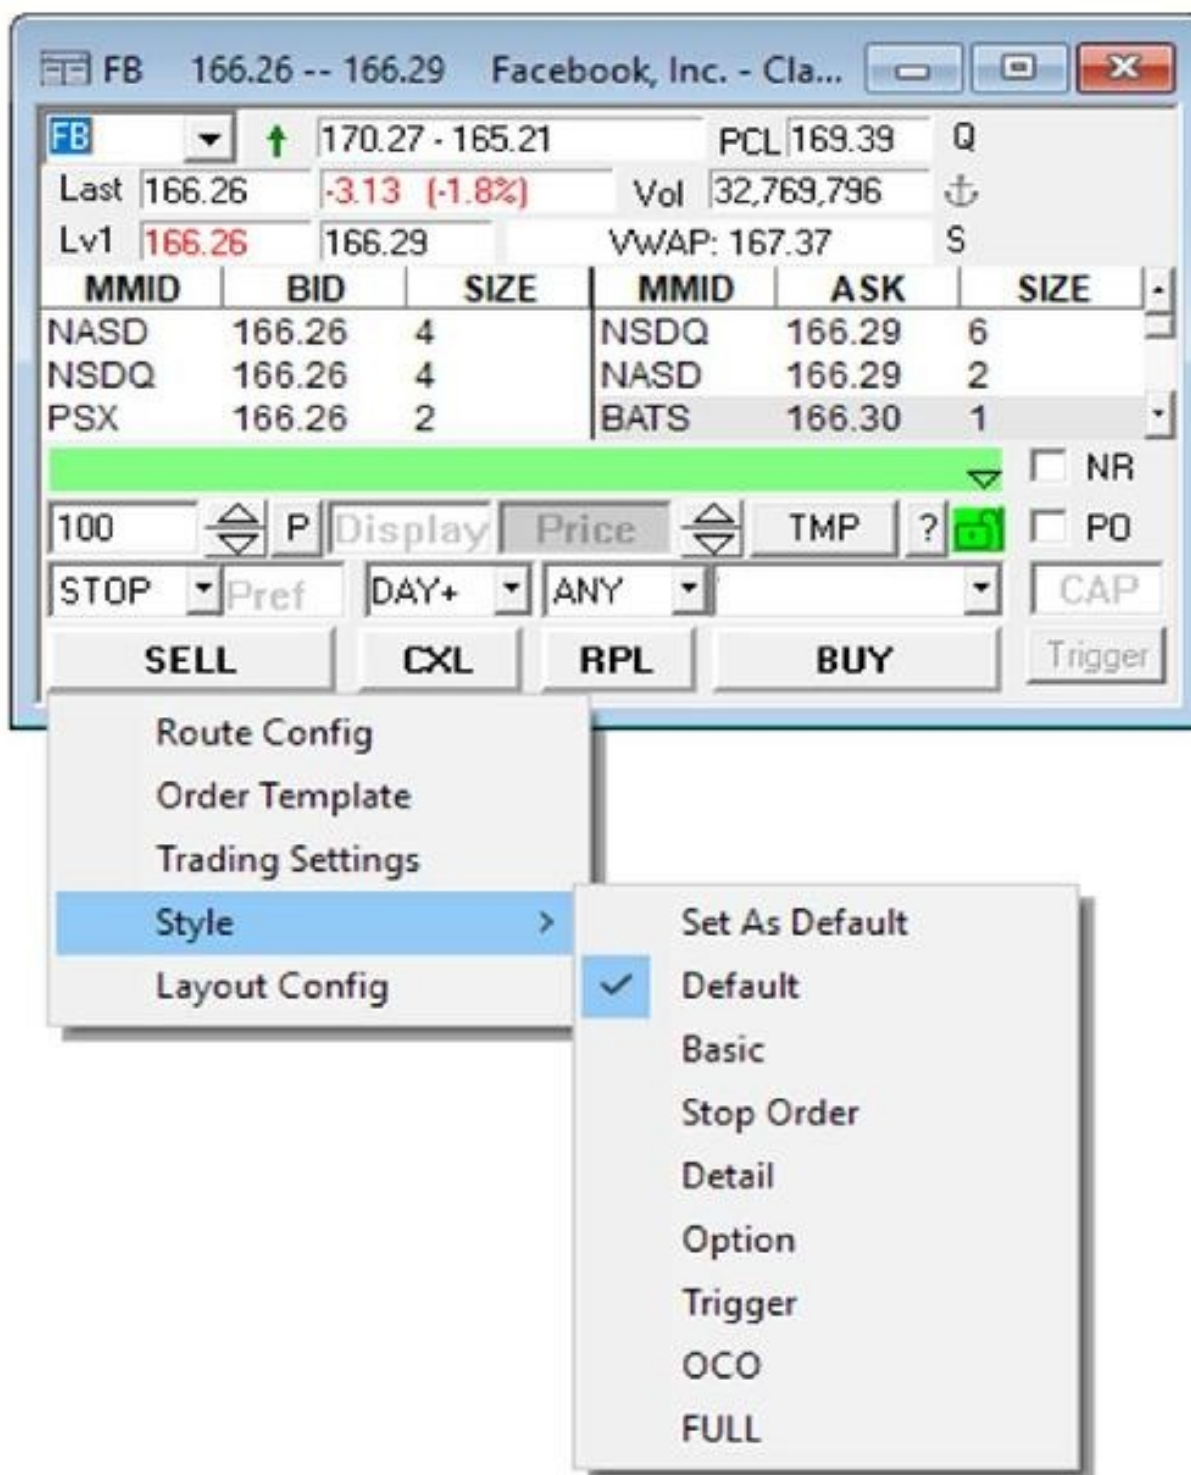 FB 166.26 -- 166.29 Facebook, Inc. - Cla...
FB 170.27 - 165.21 PCL 169.39 Q
Last 166.26 -3.13 (-1.8%) Vol 32,769,796
Lv1 166.26 166.29 VWAP: 167.37 S
MMID BID SIZE MMID ASK SIZE
NASD 166.26 4 NSDQ 166.29 6
NSDQ 166.26 4 NASD 166.29 2
PSX 166.26 2 BATS 166.30 1
NR
100 P Display Price TMP ? PO
STOP Pref DAY+ ANY CAP
SELL CXL RPL BUY Trigger
Route Config
Order Template
Trading Settings
Style >
Layout Config
Set As Default
Default
Basic
Stop Order
Detail
Option
Trigger
OCO
FULL